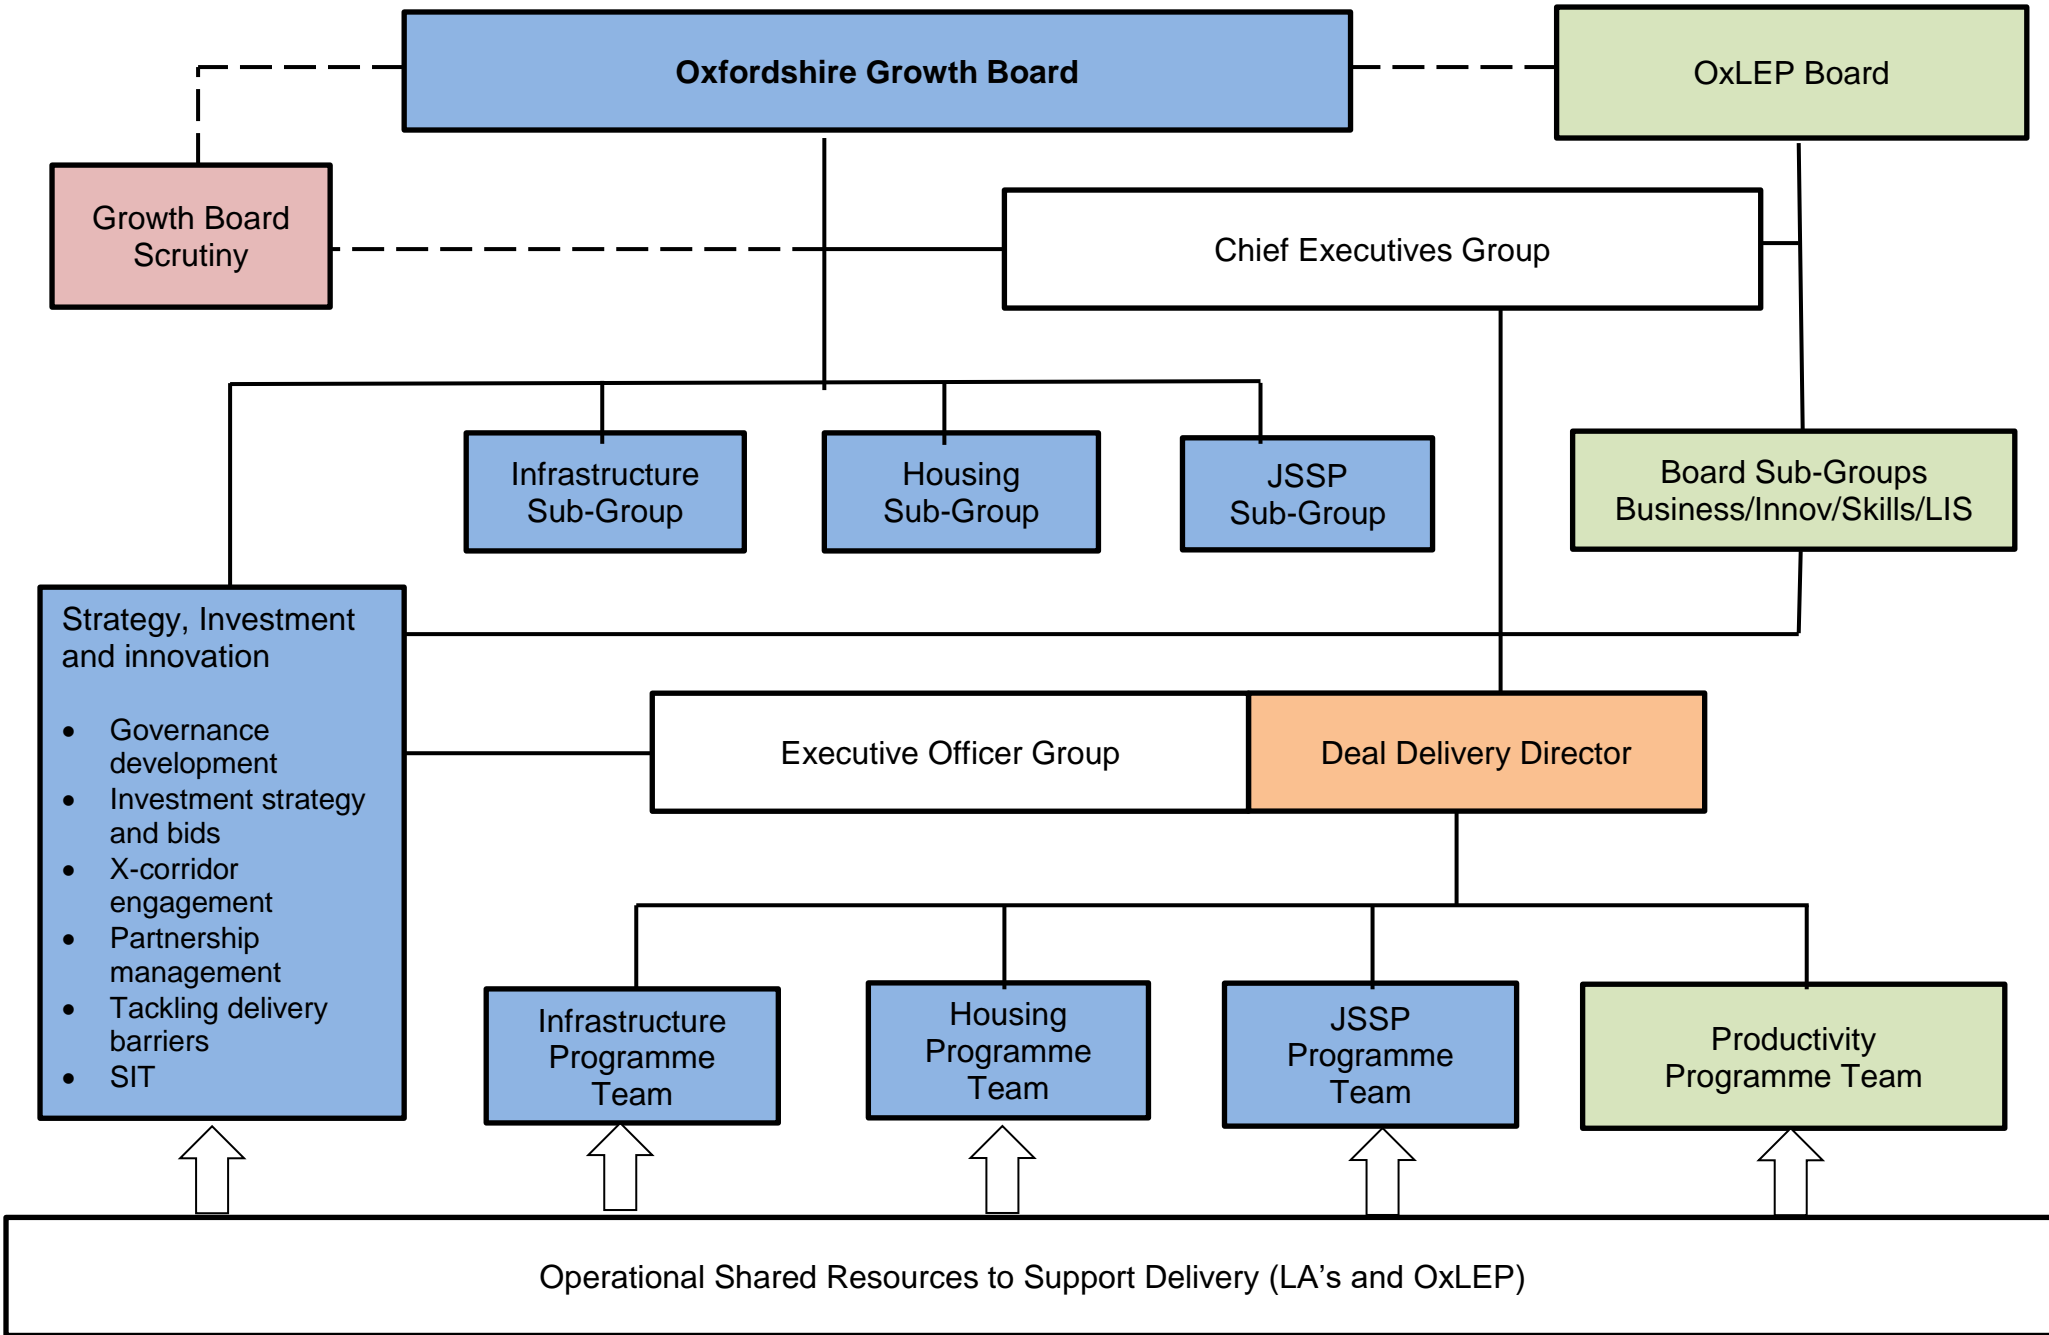 Oxfordshire Growth Board
OxLEP Board
Growth Board
Scrutiny
Chief Executives Group
Infrastructure
Sub-Group
Housing
Sub-Group
JSSP
Sub-Group
Board Sub-Groups
Business/Innov/Skills/LIS
Strategy, Investment
and innovation
• Governance
development
• Investment strategy
and bids
• X-corridor
engagement
• Partnership
management
• Tackling delivery
barriers
• SIT
Executive Officer Group
Deal Delivery Director
Infrastructure
Programme
Team
Housing
Programme
Team
JSSP
Programme
Team
Productivity
Programme Team
Operational Shared Resources to Support Delivery (LA’s and OxLEP)